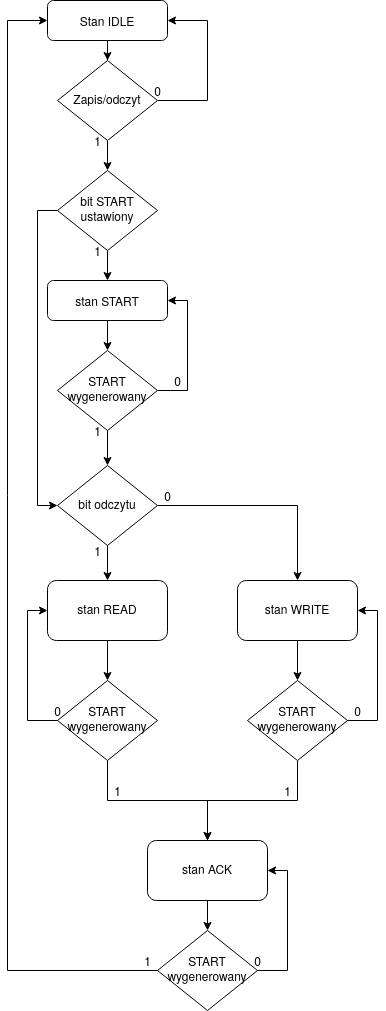 Stan IDLE
Zapis/odczyt
0
1
bit START
ustawiony
1
stan START
START
wygenerowany
0
1
bit odczytu
0
1
stan READ
stan WRITE
0
START
wygenerowany
START
wygenerowany
0
1
1
stan ACK
1
START
wygenerowany
0